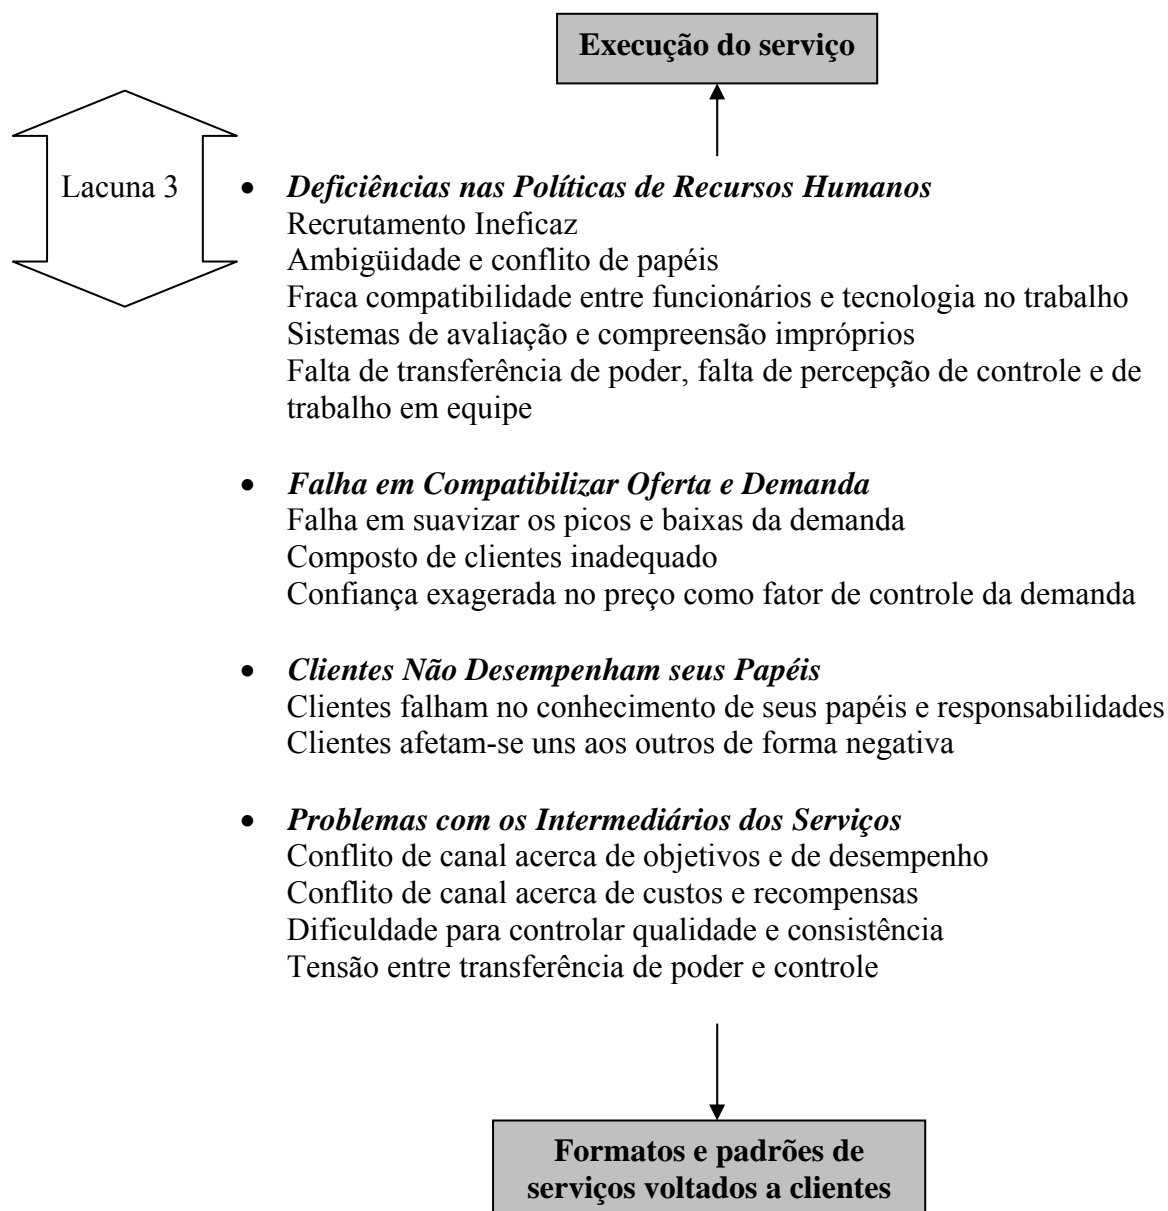 Execução do serviço
Lacuna 3
• Deficiências nas Políticas de Recursos Humanos
Recrutamento Ineficaz
Ambigüidade e conflito de papéis
Fraca compatibilidade entre funcionários e tecnologia no trabalho
Sistemas de avaliação e compreensão impróprios
Falta de transferência de poder, falta de percepção de controle e de
trabalho em equipe
• Falha em Compatibilizar Oferta e Demanda
Falha em suavizar os picos e baixas da demanda
Composto de clientes inadequado
Confiança exagerada no preço como fator de controle da demanda
• Clientes Não Desempenham seus Papéis
Clientes falham no conhecimento de seus papéis e responsabilidades
Clientes afetam-se uns aos outros de forma negativa
• Problemas com os Intermediários dos Serviços
Conflito de canal acerca de objetivos e de desempenho
Conflito de canal acerca de custos e recompensas
Dificuldade para controlar qualidade e consistência
Tensão entre transferência de poder e controle
Formatos e padrões de
serviços voltados a clientes